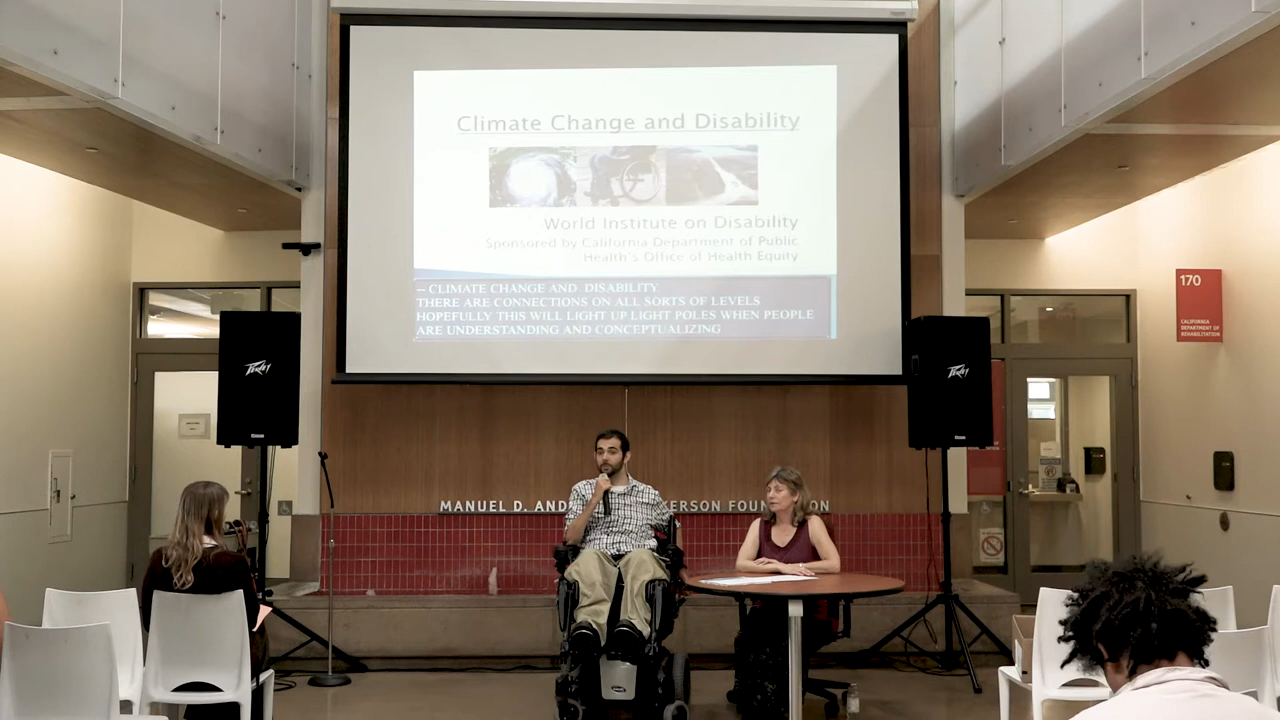 Climate Change and Disability
World Institute on Disability
Sponsored by California Department of Public
Health's Office of Health Equity
-- CLIMATE CHANGE AND DISABILITY
THERE ARE CONNECTIONS ON ALL SORTS OF LEVELS
HOPEFULLY THIS WILL LIGHT UP LIGHT POLES WHEN PEOPLE
ARE UNDERSTANDING AND CONCEPTUALIZING
170
CALIFORNIA
DEPARTMENT OF
REHABILITATION
PEAVEY
PEAVEY
MANUEL D. AND KERSON FOUN ON